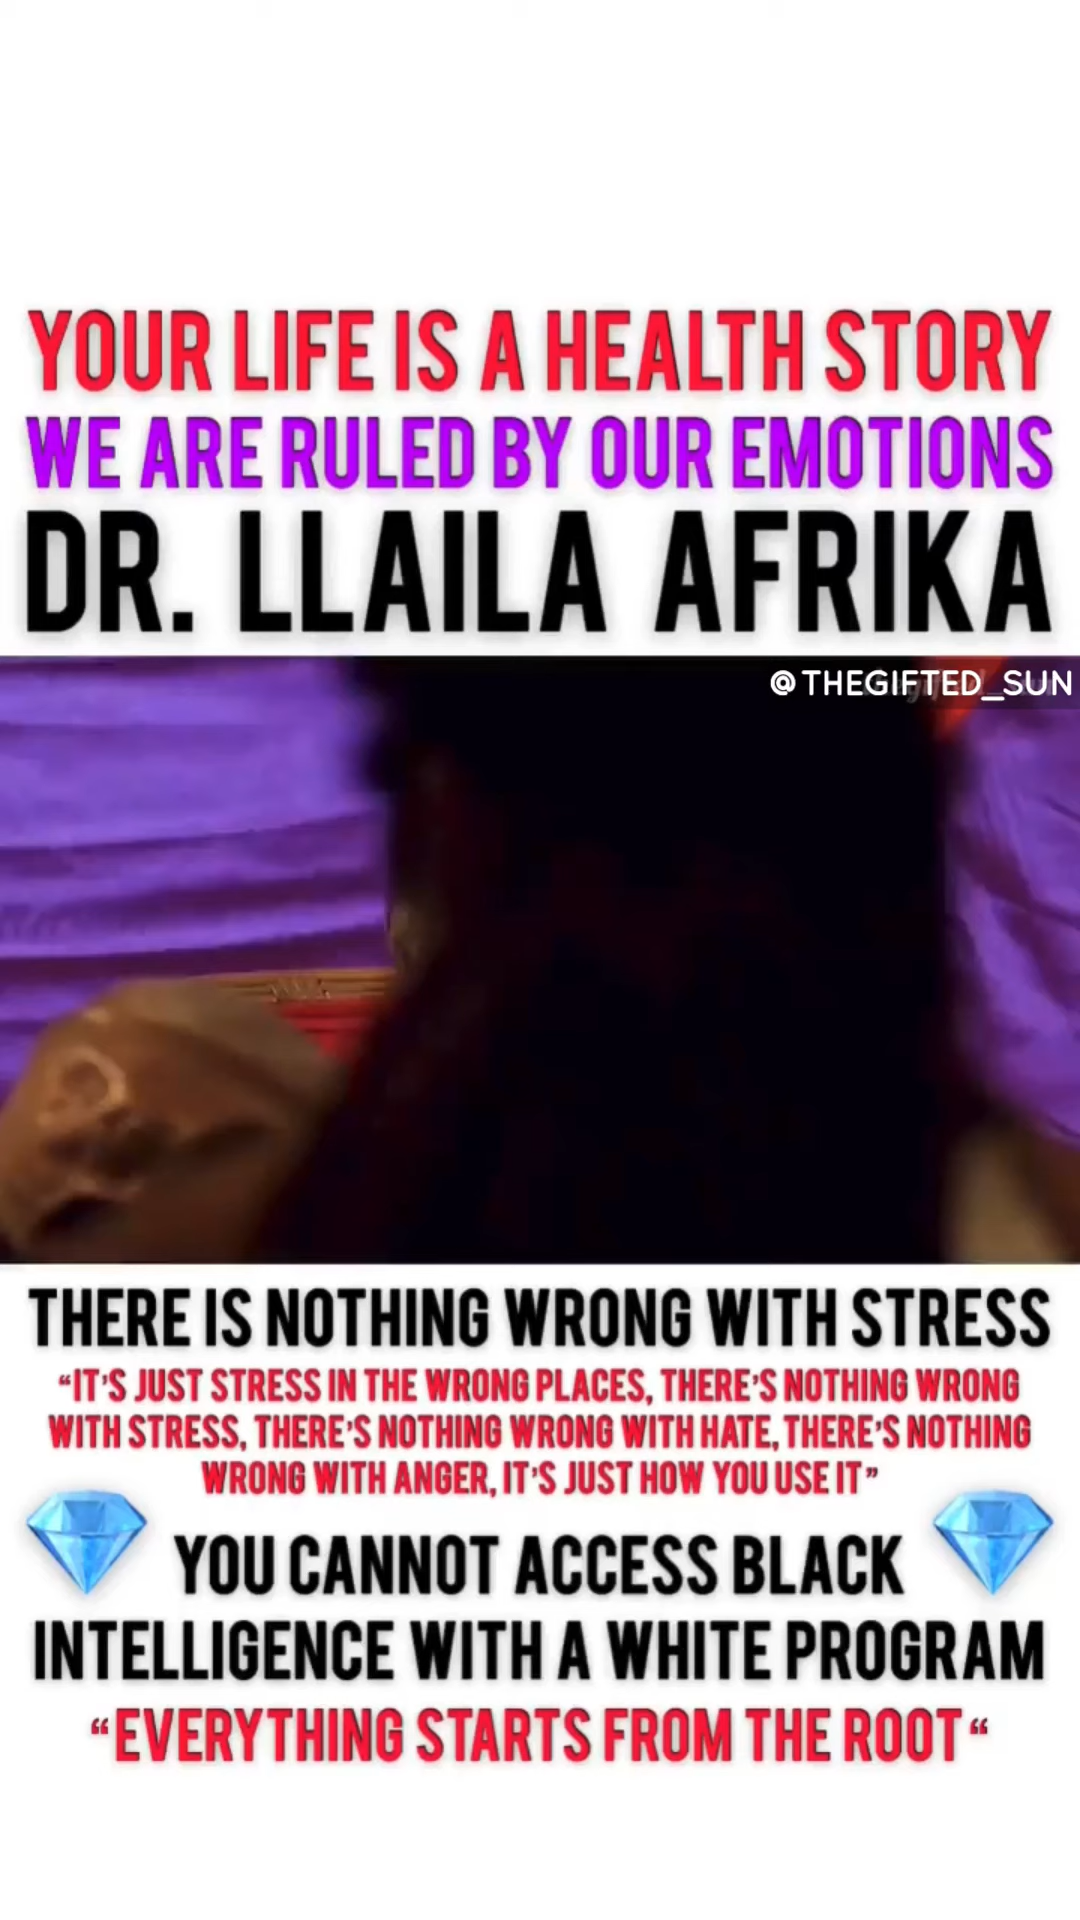 YOUR LIFE IS A HEALTH STORY
WE ARE RULED BY OUR EMOTIONS
DR. LLAILA AFRIKA
@THEGIFTED_SUN
THERE IS NOTHING WRONG WITH STRESS
“IT’S JUST STRESS IN THE WRONG PLACES, THERE’S NOTHING WRONG
WITH STRESS, THERE’S NOTHING WRONG WITH HATE, THERE’S NOTHING
WRONG WITH ANGER, IT’S JUST HOW YOU USE IT”
YOU CANNOT ACCESS BLACK
INTELLIGENCE WITH A WHITE PROGRAM
“EVERYTHING STARTS FROM THE ROOT“